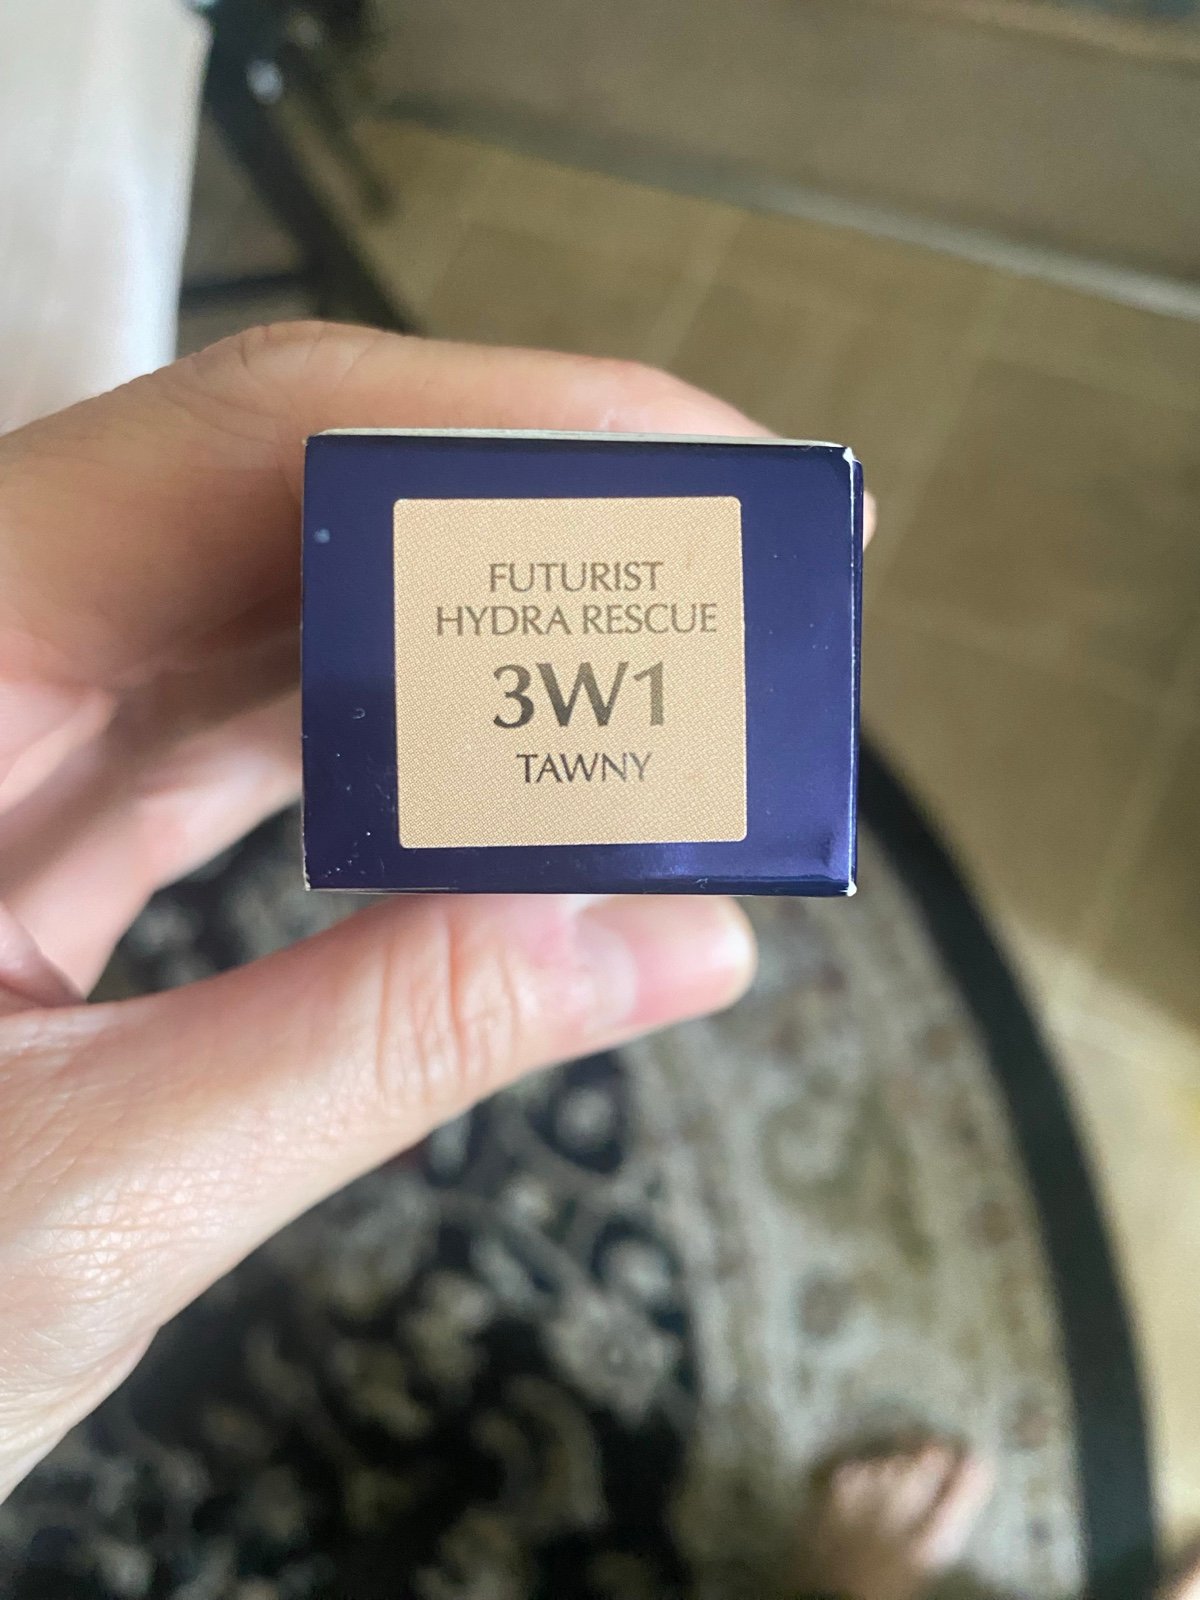 FUTURIST
HYDRA RESCUE
3W1
TAWNY